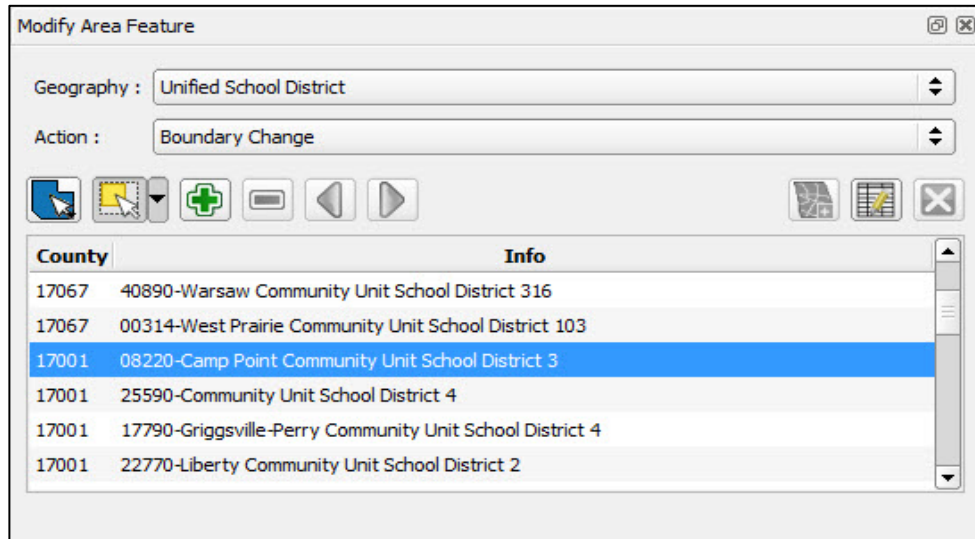 Modify Area Feature
Geography : Unified School District
Action : Boundary Change
County Info
17067 40890-Warsaw Community Unit School District 316
17067 00314-West Prairie Community Unit School District 103
17001 08220-Camp Point Community Unit School District 3
17001 25590-Community Unit School District 4
17001 17790-Griggsville-Perry Community Unit School District 4
17001 22770-Liberty Community Unit School District 2